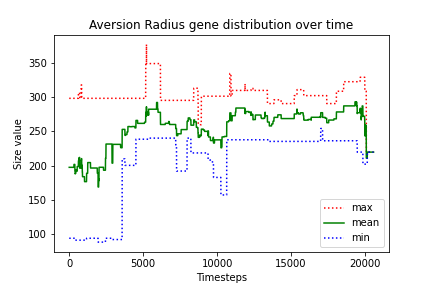 Aversion Radius gene distribution over time
Size value
350
300
250
200
150
100
0
5000
10000
15000
20000
Timesteps
max
mean
min